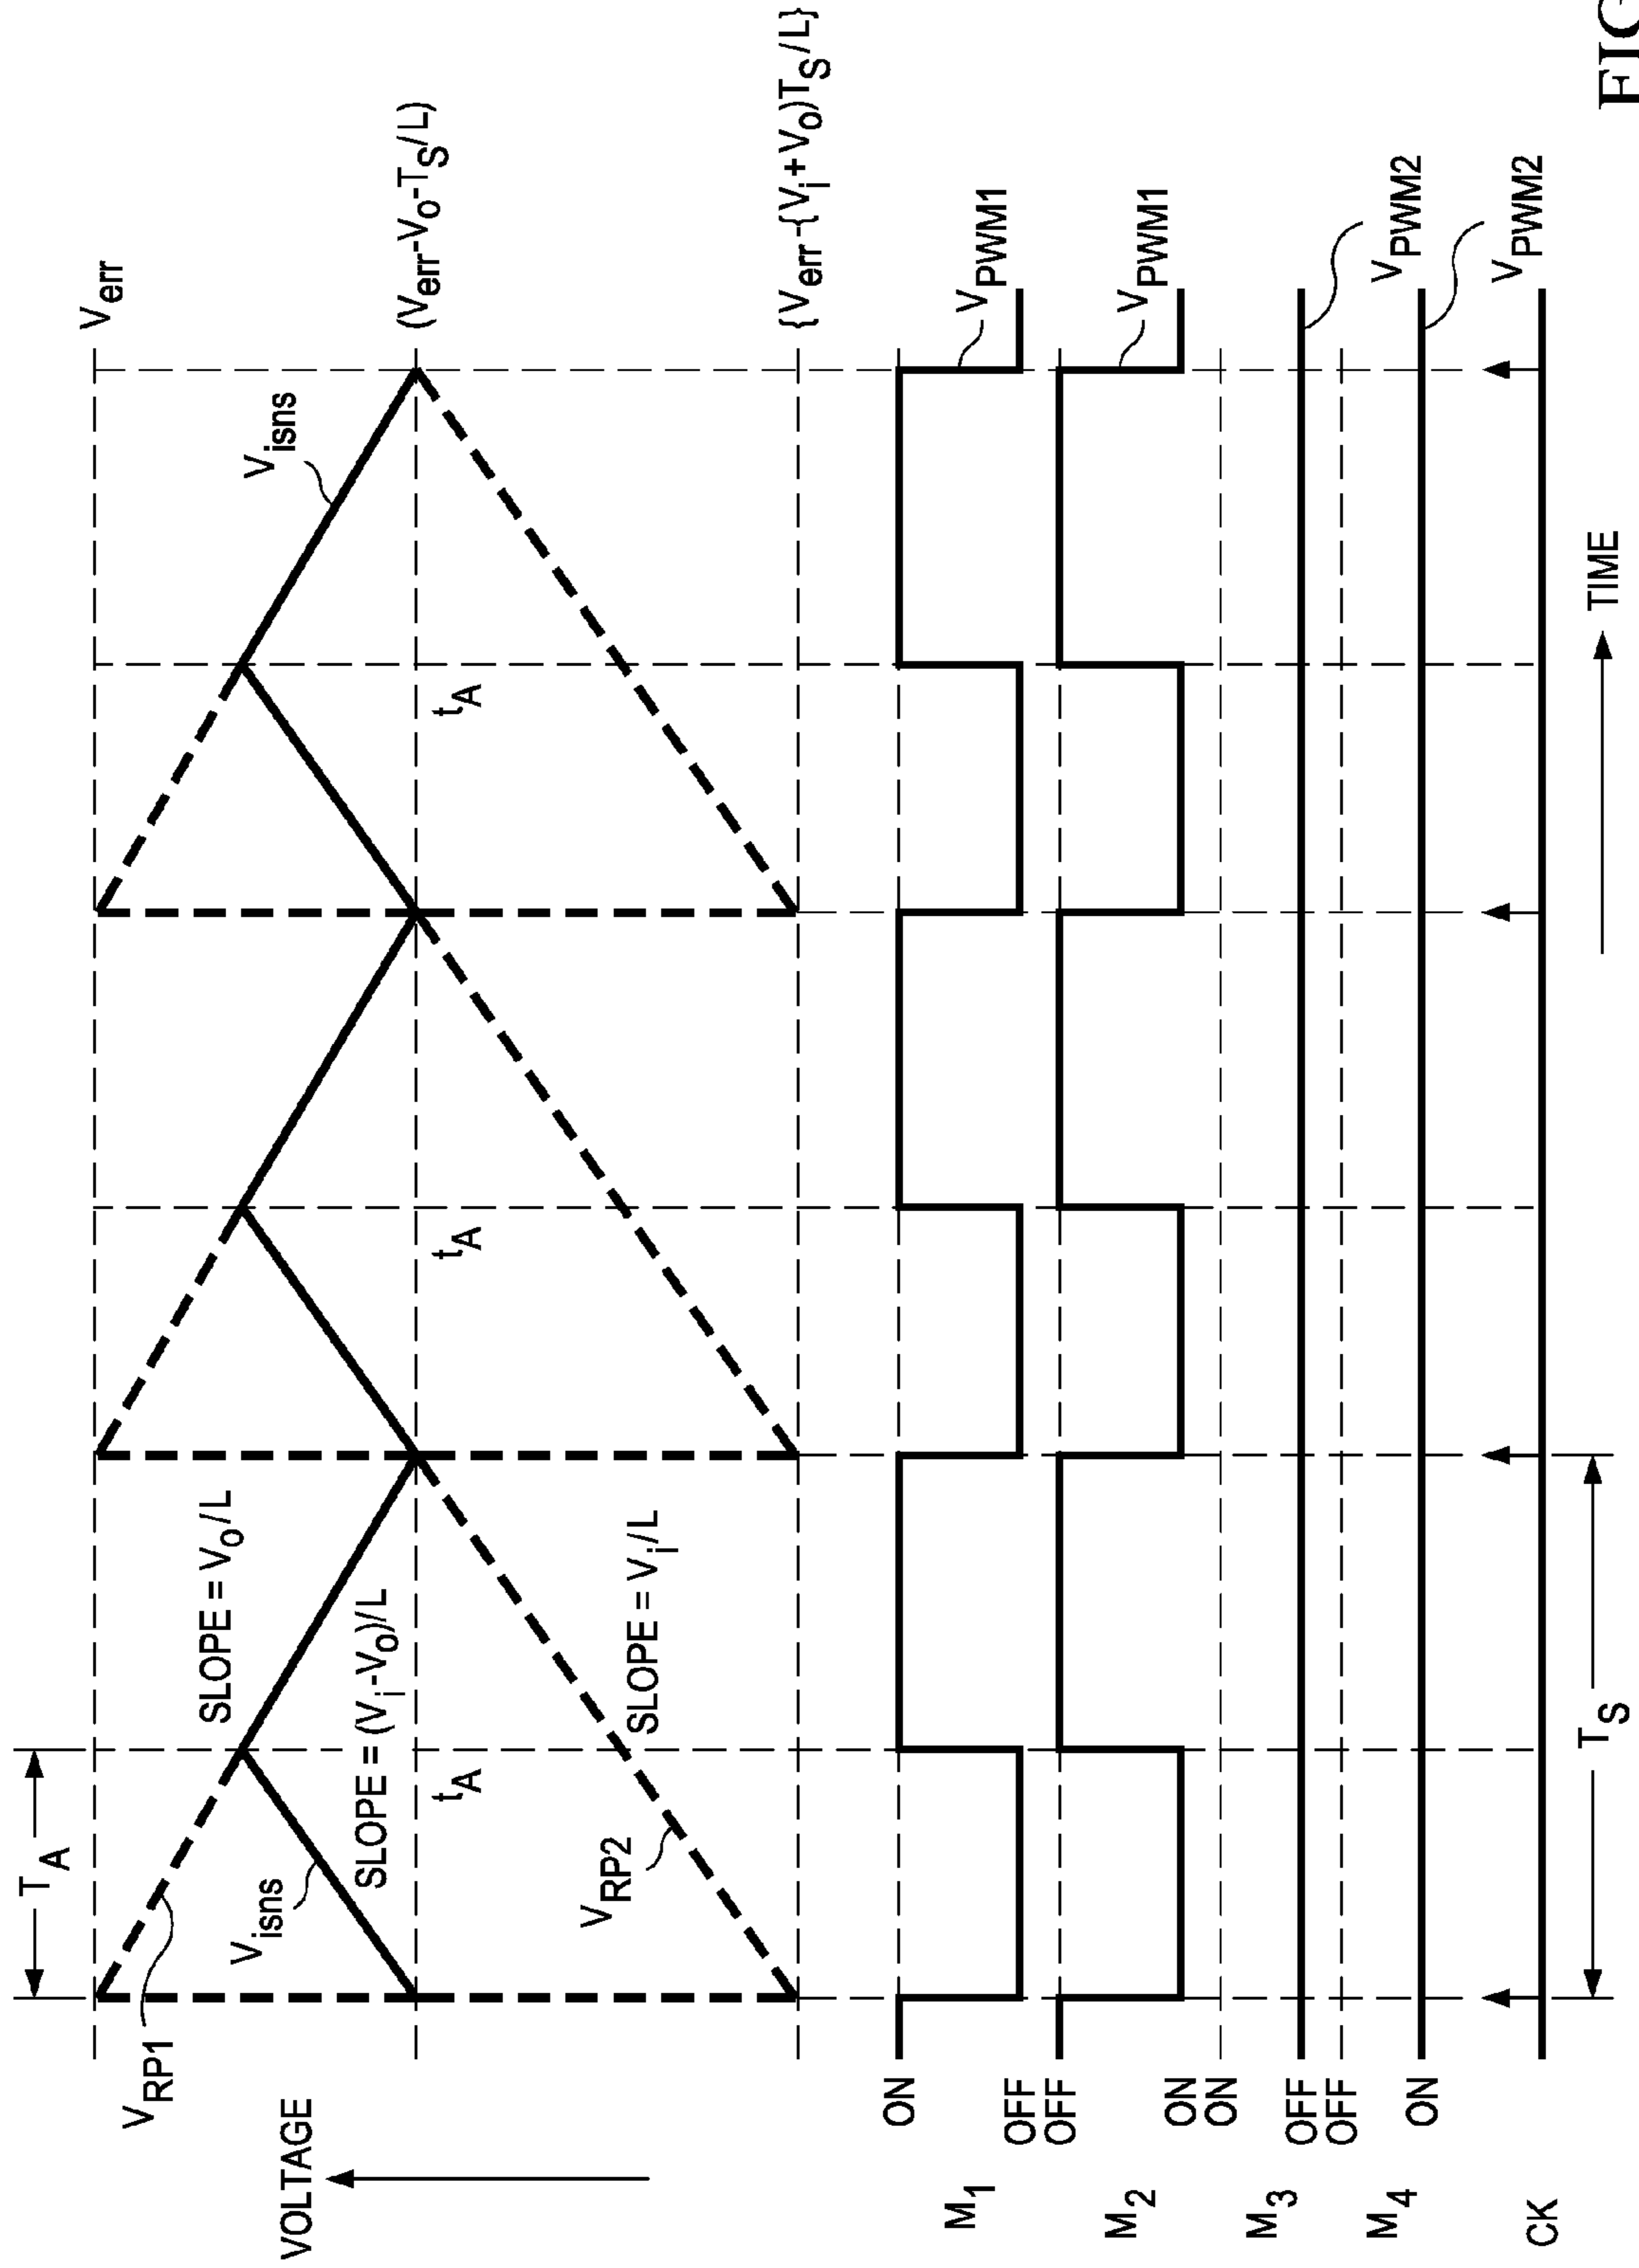 VOLTAGE
V_RP1
T_A
V_err
V_isns
SLOPE = V_o/L
V_isns
SLOPE = (V_i-V_o)/L
(V_err-V_o-T_S/L)
t_A
t_A
t_A
V_RP2
SLOPE = V_i/L
{V_err-{V_i+V_o)T_S/L}
M_1
ON
OFF
V_PWM1
M_2
OFF
ON
V_PWM1
M_3
ON
OFF
V_PWM2
M_4
OFF
ON
V_PWM2
CK
T_S
TIME